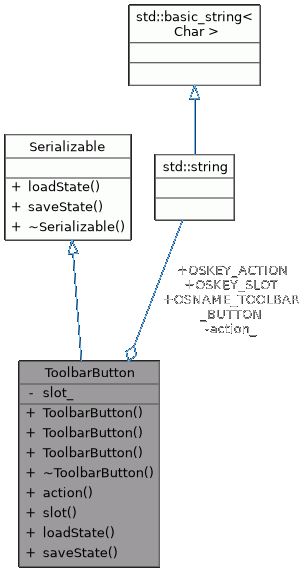 std::basic_string<
Char >
Serializable
+ loadState()
+ saveState()
+ ~Serializable()
std::string
+OSKEY_ACTION
+OSKEY_SLOT
+OSNAME_TOOLBAR
_BUTTON
-action_
ToolbarButton
- slot_
+ ToolbarButton()
+ ToolbarButton()
+ ToolbarButton()
+ ~ToolbarButton()
+ action()
+ slot()
+ loadState()
+ saveState()